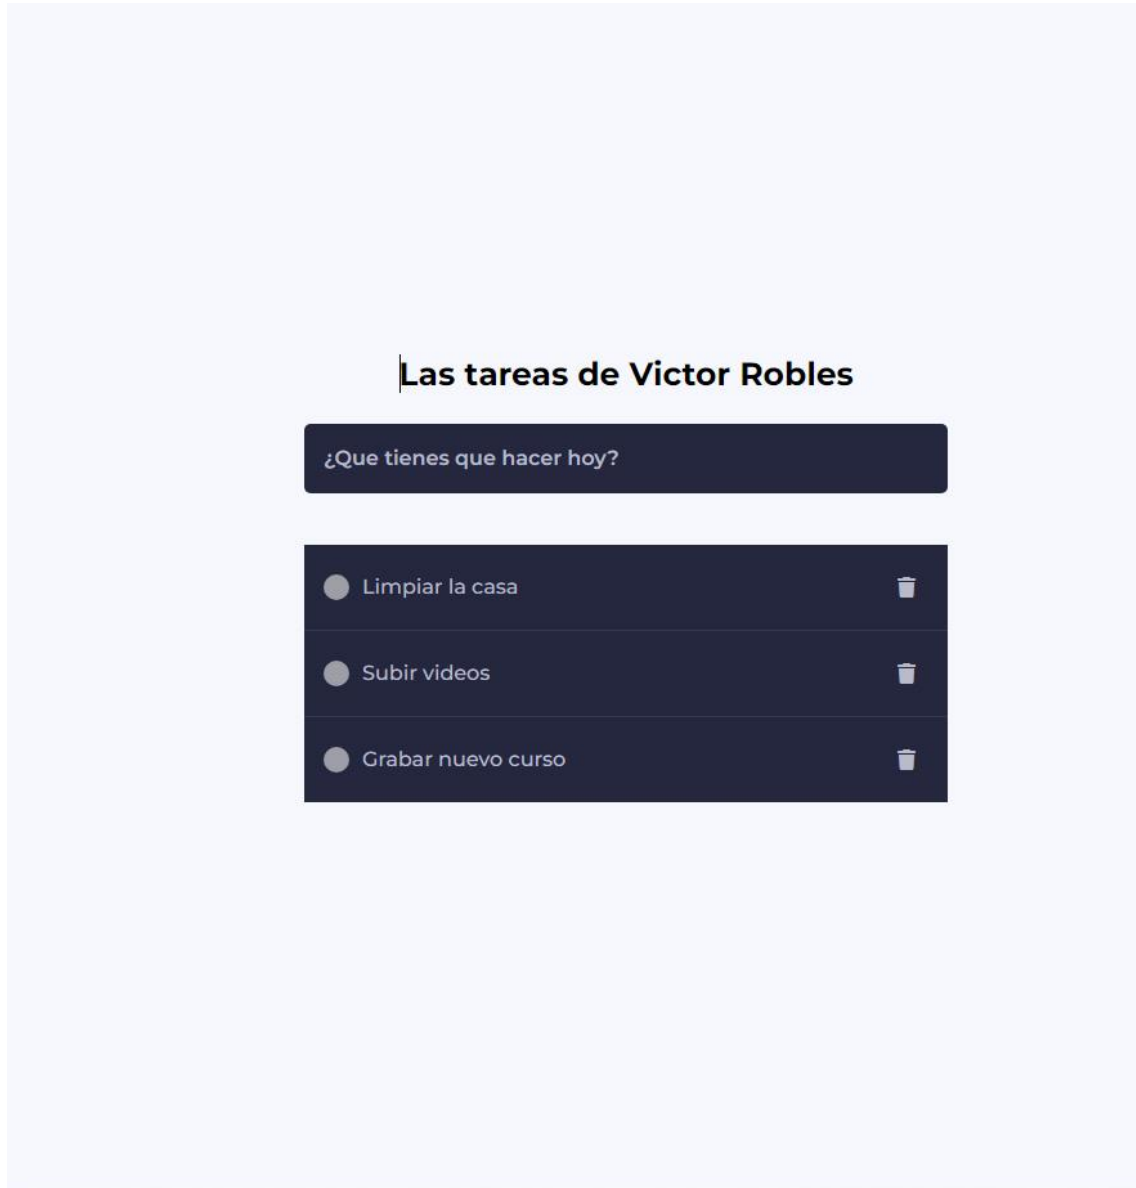 Las tareas de Victor Robles
¿Que tienes que hacer hoy?
Limpiar la casa
Subir videos
Grabar nuevo curso